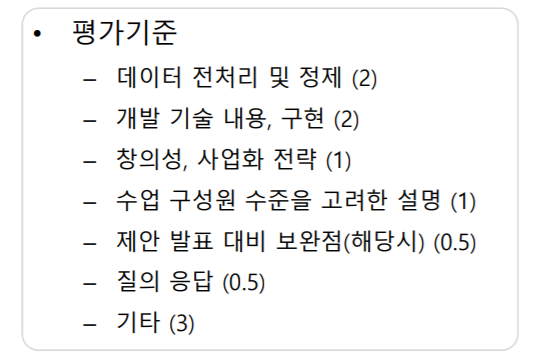 • 평가기준
– 데이터 전처리 및 정제 (2)
– 개발 기술 내용, 구현 (2)
– 창의성, 사업화 전략 (1)
– 수업 구성원 수준을 고려한 설명 (1)
– 제안 발표 대비 보완점(해당시) (0.5)
– 질의 응답 (0.5)
– 기타 (3)